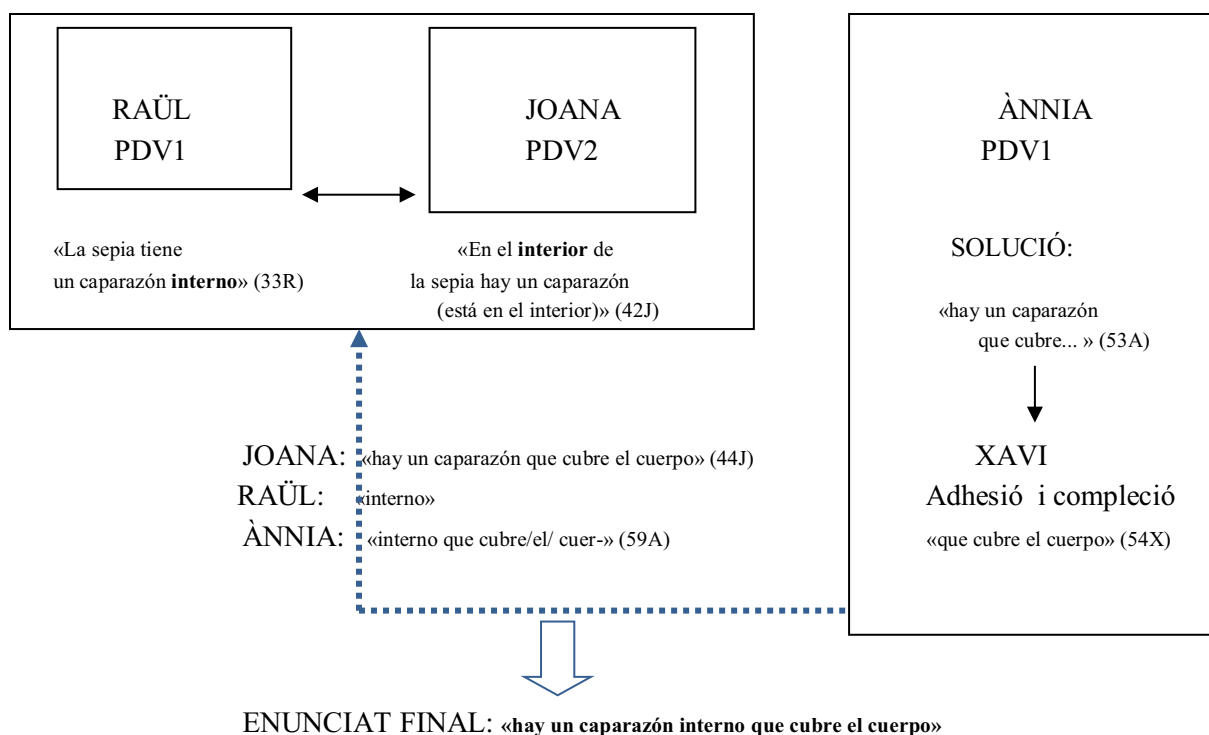 RAÜL
PDV1
«La sepia tiene
un caparazón interno» (33R)
JOANA
PDV2
«En el interior de
la sepia hay un caparazón
(está en el interior)» (42J)
ÀNNIA
PDV1
SOLUCIÓ:
«hay un caparazón
que cubre... » (53A)
XAVI
Adhesió i compleció
«que cubre el cuerpo» (54X)
JOANA: «hay un caparazón que cubre el cuerpo» (44J)
RAÜL: «interno»
ÀNNIA: «interno que cubre/el/ cuer-» (59A)
ENUNCIAT FINAL: «hay un caparazón interno que cubre el cuerpo»